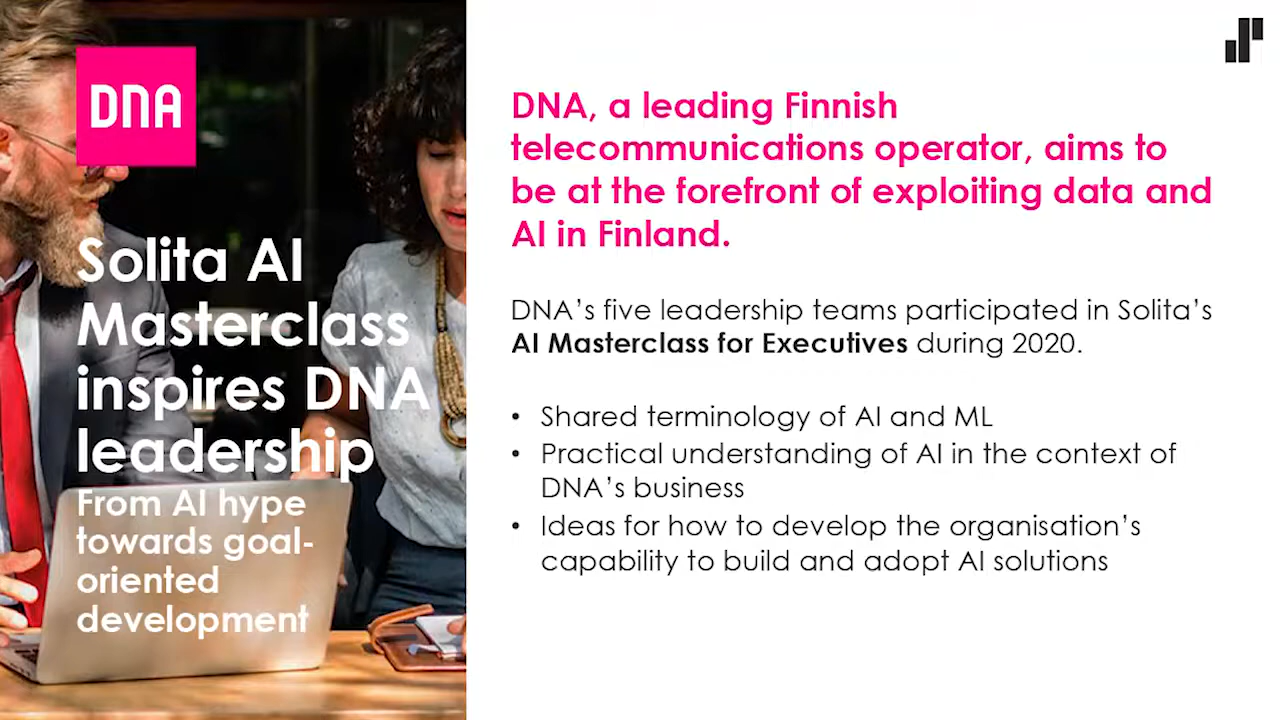 DNA
Solita AI
Masterclass
inspires DNA
leadership
From AI hype
towards goal-
oriented
development
DNA, a leading Finnish
telecommunications operator, aims to
be at the forefront of exploiting data and
AI in Finland.
DNA’s five leadership teams participated in Solita’s
AI Masterclass for Executives during 2020.
• Shared terminology of AI and ML
• Practical understanding of AI in the context of
DNA’s business
• Ideas for how to develop the organisation’s
capability to build and adopt AI solutions